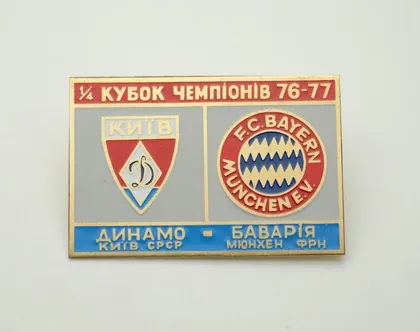 1/4 КУБОК ЧЕМПІОНІВ 76-77
КИЇВ
Д
F.C. BAYERN
MÜNCHEN E.V.
ДИНАМО - БАВАРІЯ
КИЇВ СРСР МЮНХЕН ФРН